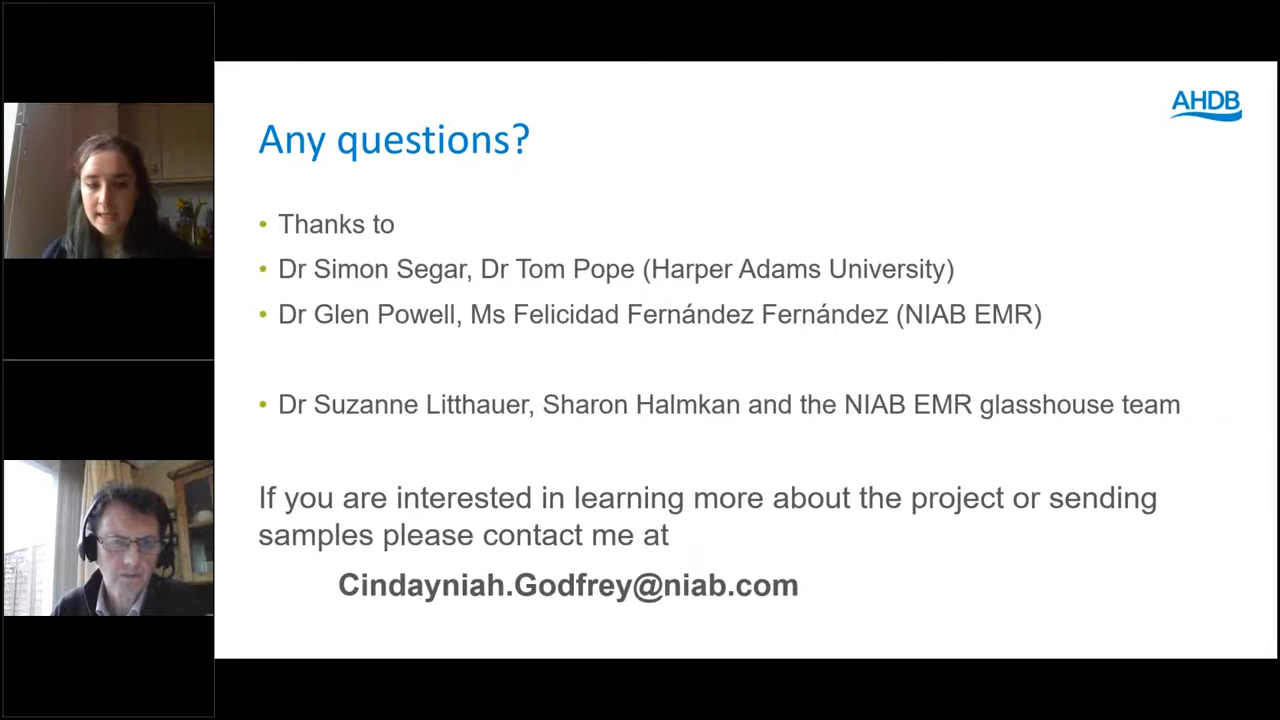 AHDB
Any questions?
• Thanks to
• Dr Simon Segar, Dr Tom Pope (Harper Adams University)
• Dr Glen Powell, Ms Felicidad Fernández Fernández (NIAB EMR)
• Dr Suzanne Litthauer, Sharon Halmkan and the NIAB EMR glasshouse team
If you are interested in learning more about the project or sending
samples please contact me at
Cindayniah.Godfrey@niab.com